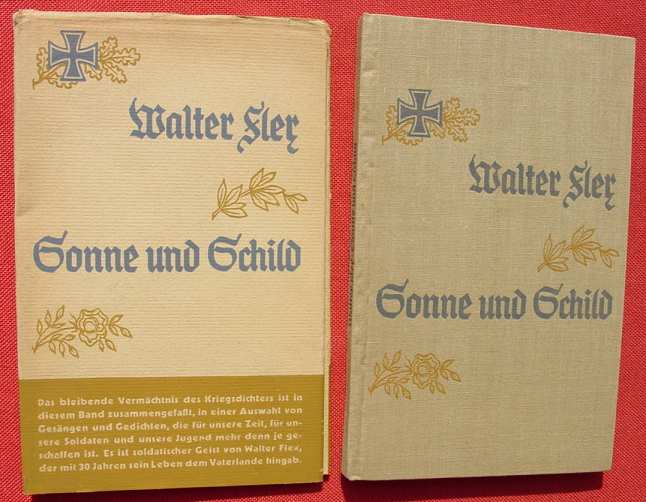 Walter Flex
Sonne und Schild
Das bleibende Vermächtnis des Kriegsdichters ist in
diesem Band zusammengefaßt, in einer Auswahl von
Gesängen und Gedichten, die für unsere Zeit, für un-
sere Soldaten und unsere Jugend mehr denn je ge-
schaffen ist. Es ist soldatischer Geist von Walter Flex,
der mit 30 Jahren sein Leben dem Vaterlande hingab.
Walter Flex
Sonne und Schild